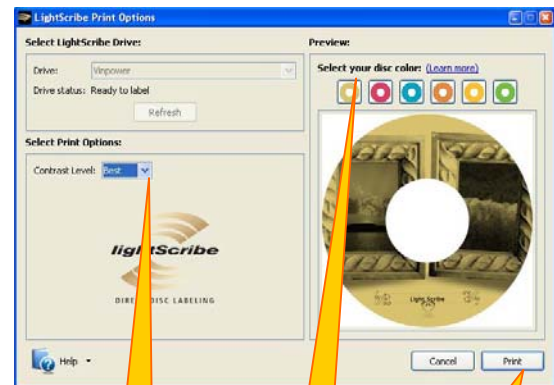 LightScribe Print Options
Select LightScribe Drive:
Drive: Vinpower
Drive status: Ready to label
Refresh
Select Print Options:
Contrast Level: Best
lightScribe
DIRECT DISC LABELING
Preview:
Select your disc color: (Learn more)
LightScribe
Help
Cancel
Print